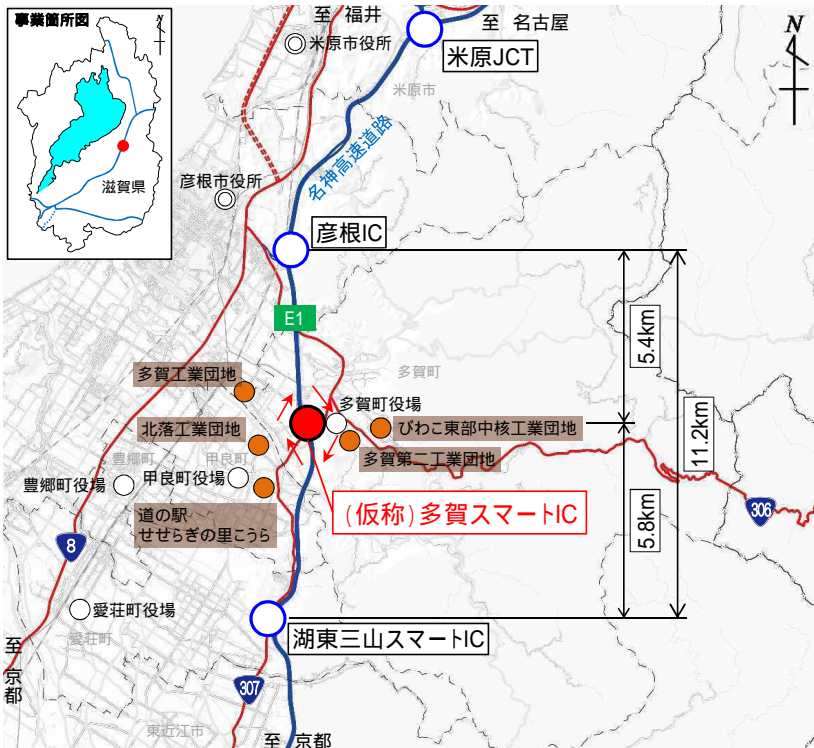 事業箇所図
滋賀県
至 福井
至 名古屋
N
米原市役所
米原JCT
米原市
名神高速道路
彦根市役所
彦根IC
E1
5.4km
11.2km
5.8km
多賀工業団地
多賀町
多賀町役場
北落工業団地
びわこ東部中核工業団地
多賀第二工業団地
豊郷町
甲良町
豊郷町役場
甲良町役場
(仮称)多賀スマートIC
306
道の駅
せせらぎの里こうら
8
愛荘町役場
愛荘町
湖東三山スマートIC
至 京都
307
東近江市
至 京都